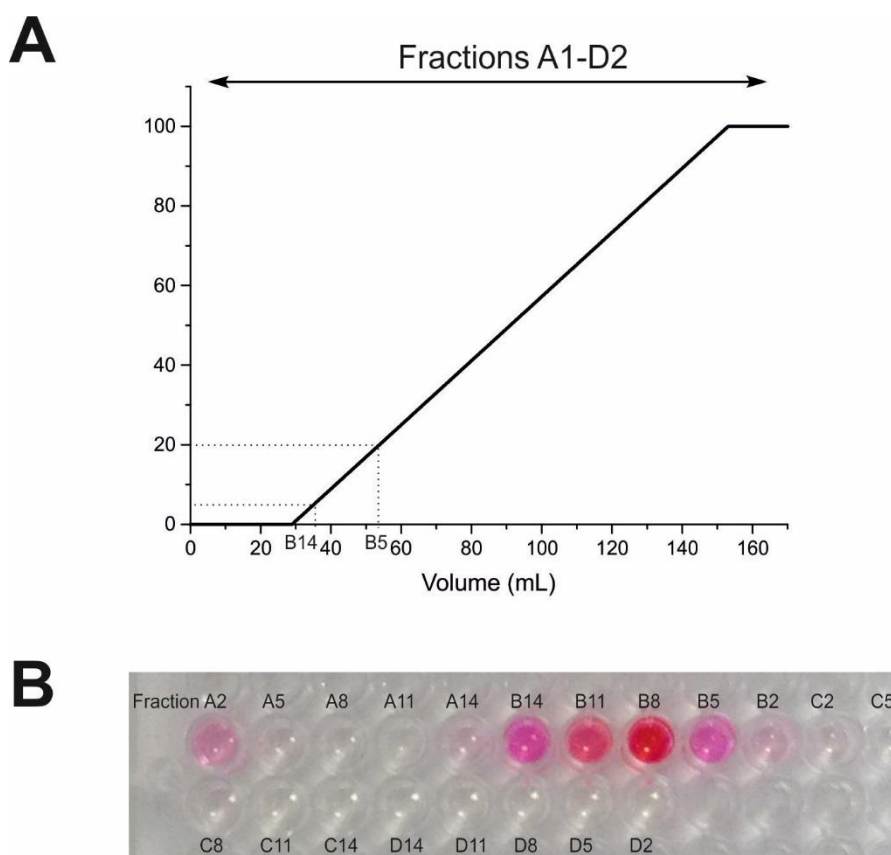 A
Fractions A1-D2
100
80
60
40
20
0
0 B14 20 40 B5 60 80 100 120 140 160
Volume (mL)
B
Fraction A2 A5 A8 A11 A14 B14 B11 B8 B5 B2 C2 C5
C8 C11 C14 D14 D11 D8 D5 D2